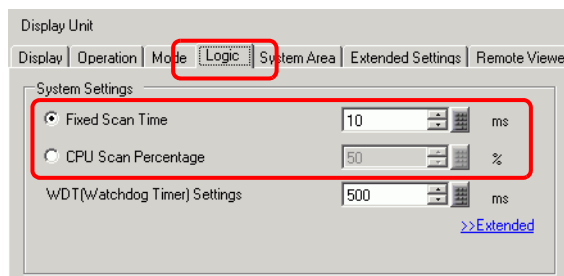 Display Unit
Display Operation Mode Logic System Area Extended Settings Remote Viewe
System Settings
Fixed Scan Time 10 ms
CPU Scan Percentage 50 %
WDT(Watchdog Timer) Settings 500 ms
>>Extended